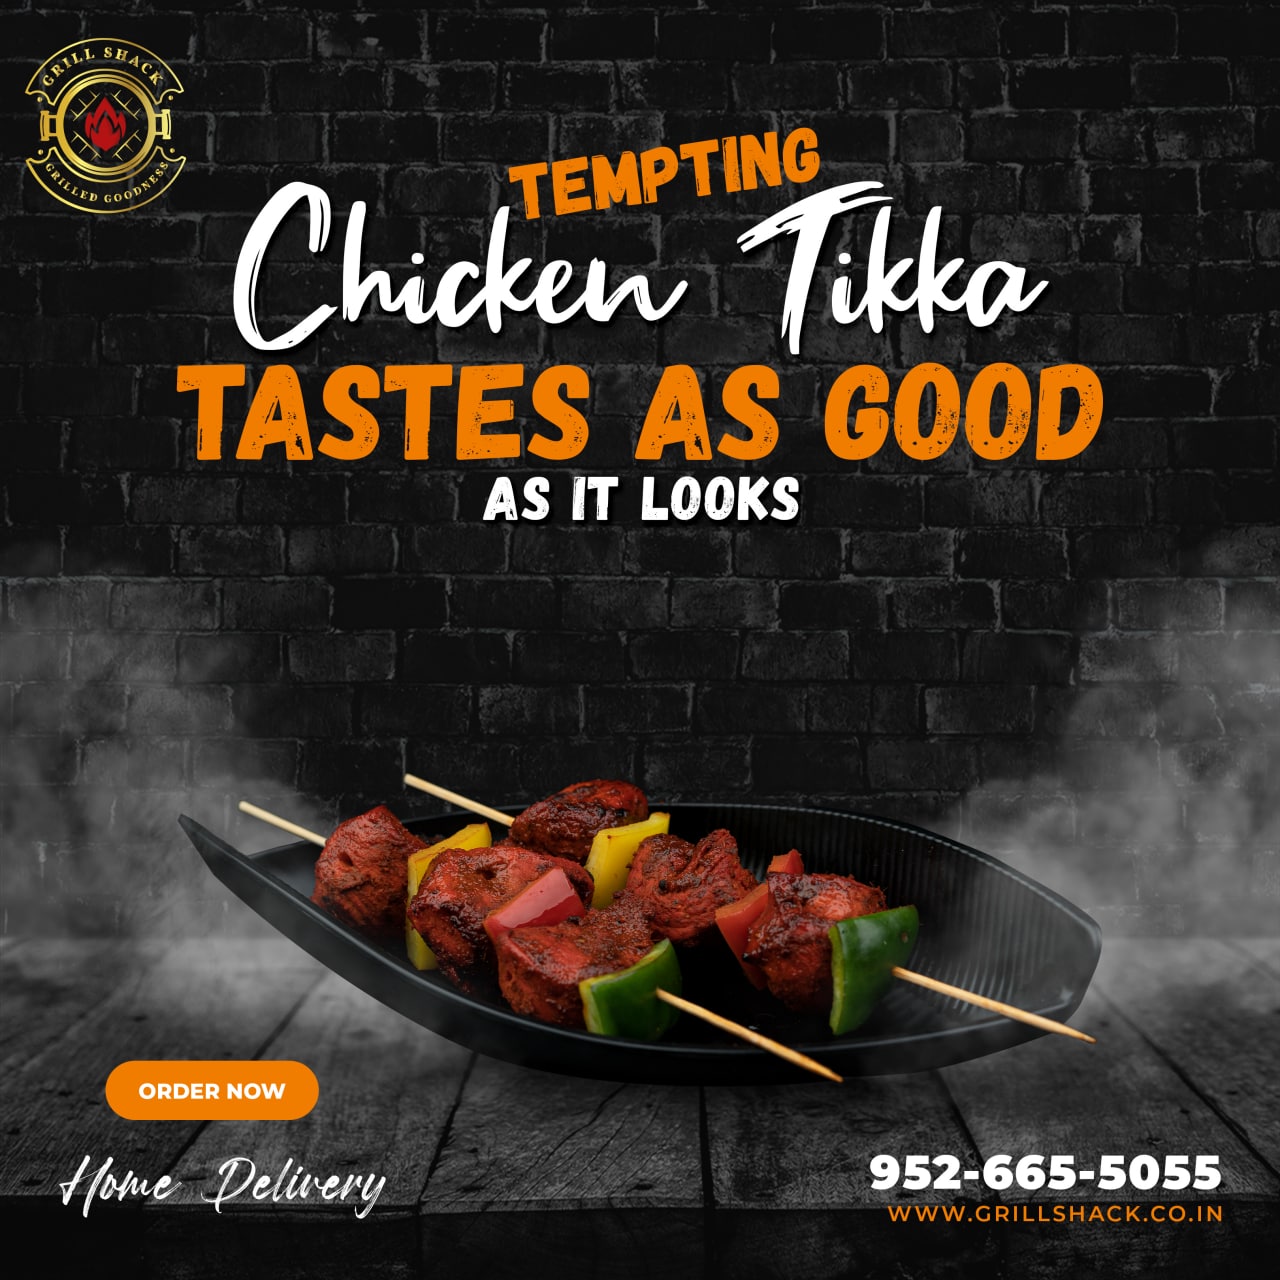 GRILL SHACK
GRILLED GOODNESS
TEMPTING
Chicken Tikka
TASTES AS GOOD
AS IT LOOKS
ORDER NOW
Home Delivery
952-665-5055
WWW.GRILLSHACK.CO.IN